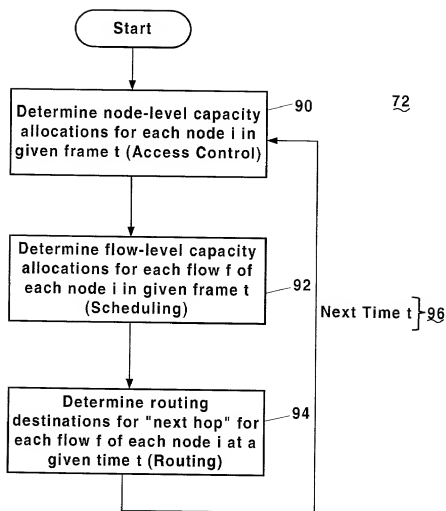 Start
Determine node-level capacity
allocations for each node i in
given frame t (Access Control)
90
72
Determine flow-level capacity
allocations for each flow f of
each node i in given frame t
(Scheduling)
92
Next Time t
96
Determine routing
destinations for "next hop" for
each flow f of each node i at a
given time t (Routing)
94